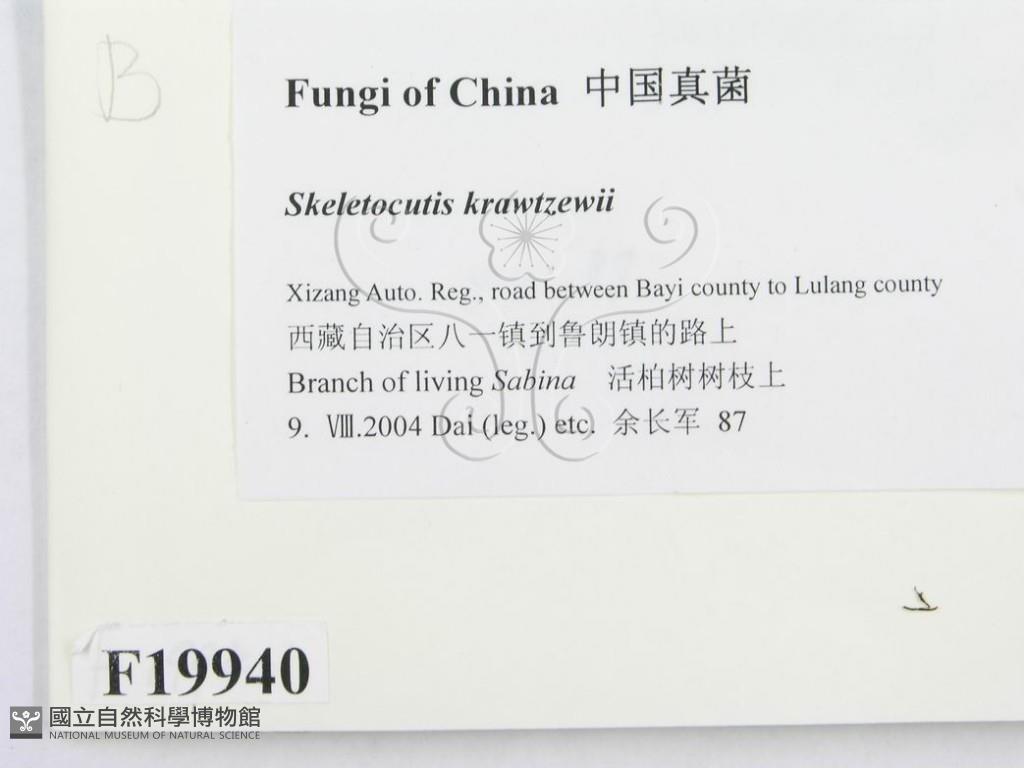 B
Fungi of China 中国真菌
Skeletocutis krawtzewii
Xizang Auto. Reg., road between Bayi county to Lulang county
西藏自治区八一镇到鲁朗镇的路上
Branch of living Sabina 活柏树树枝上
9. Ⅷ.2004 Dai (leg.) etc. 余长军 87
F19940
國立自然科學博物館
NATIONAL MUSEUM OF NATURAL SCIENCE